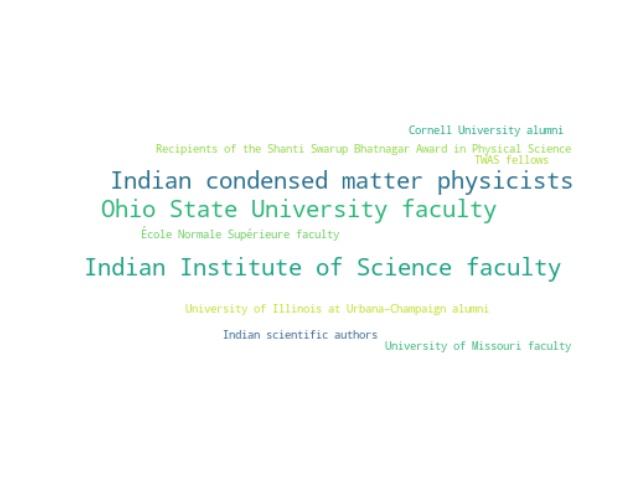 Cornell University alumni
Recipients of the Shanti Swarup Bhatnagar Award in Physical Science
TWAS fellows
Indian condensed matter physicists
Ohio State University faculty
École Normale Supérieure faculty
Indian Institute of Science faculty
University of Illinois at Urbana–Champaign alumni
Indian scientific authors
University of Missouri faculty